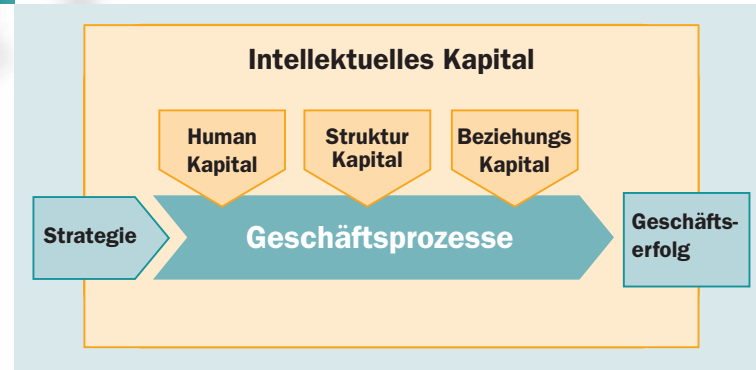 Intellektuelles Kapital
Human
Kapital
Struktur
Kapital
Beziehungs
Kapital
Strategie
Geschäftsprozesse
Geschäfts-
erfolg